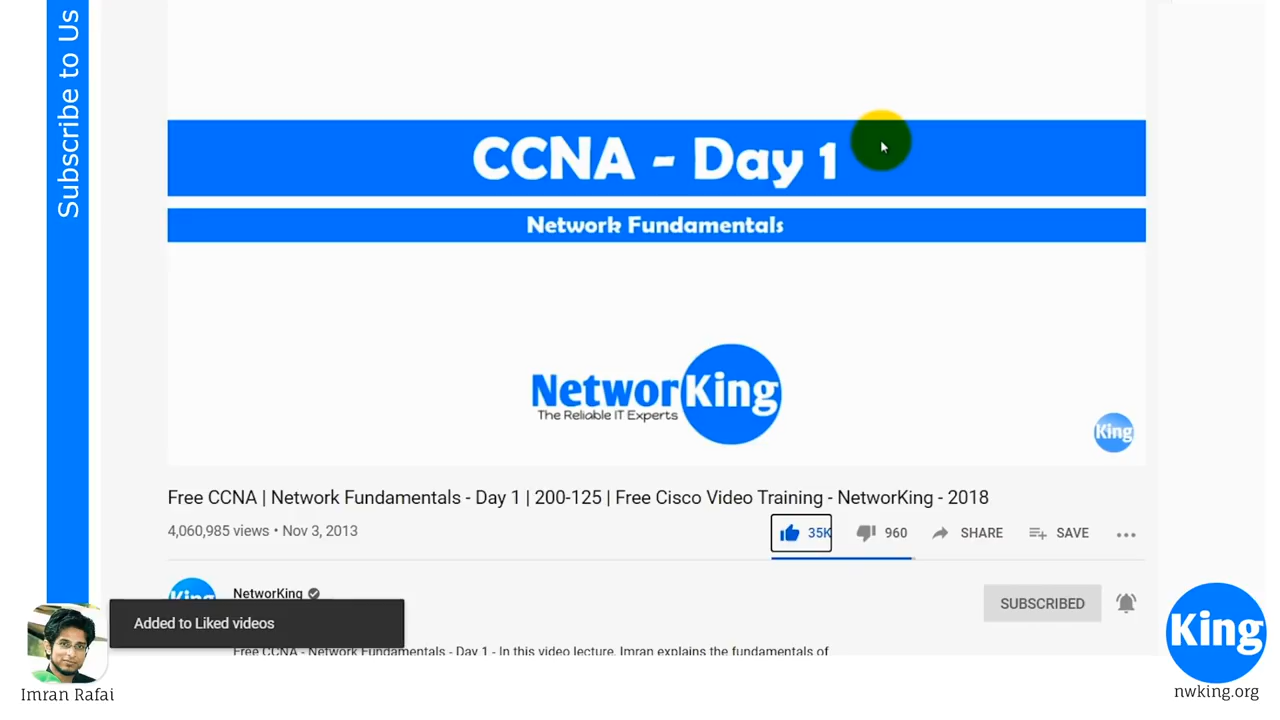 Subscribe to Us
CCNA - Day 1
Network Fundamentals
NetworKing
The Reliable IT Experts
King
Free CCNA | Network Fundamentals - Day 1 | 200-125 | Free Cisco Video Training - NetworKing - 2018
4,060,985 views • Nov 3, 2013
35K
960
SHARE
SAVE
NetworKing
SUBSCRIBED
Added to Liked videos
Free CCNA - Network Fundamentals - Day 1 - In this video lecture, Imran explains the fundamentals of
King
Imran Rafai
nwking.org